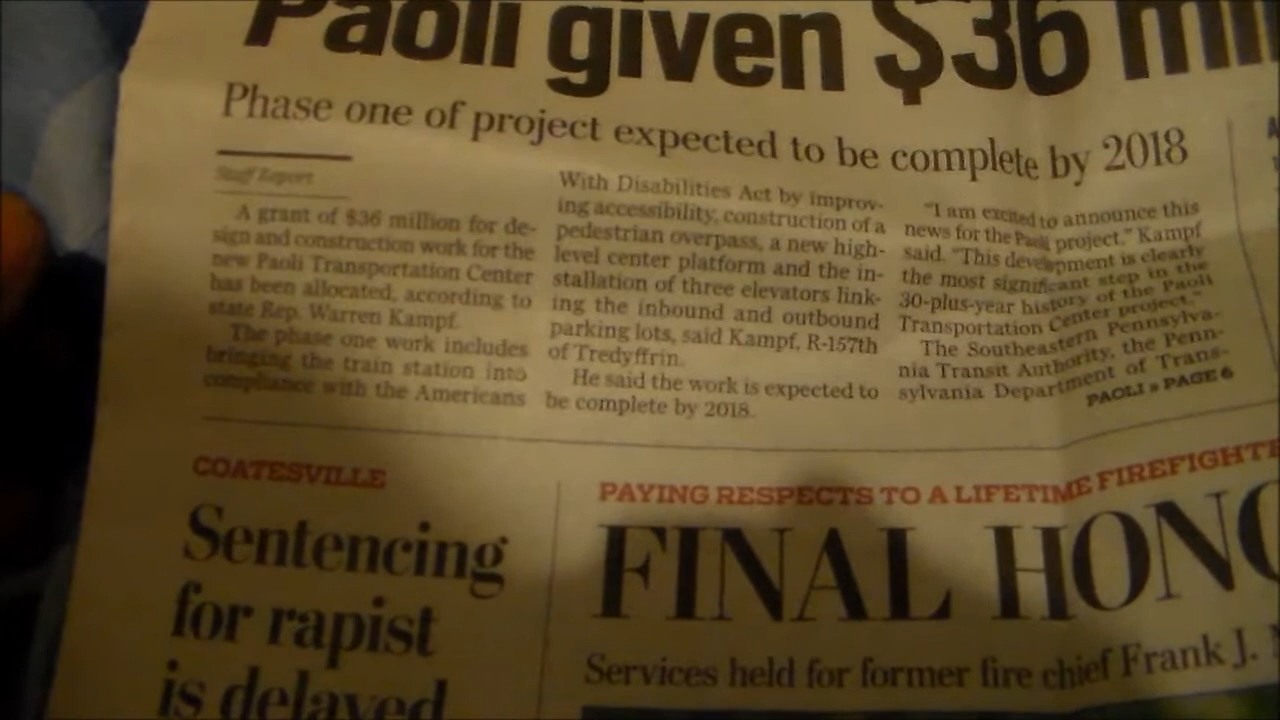 Paoli given $36
Phase one of project expected to be complete by 2018
Staff Report
A grant of $36 million for de-
sign and construction work for the
new Paoli Transportation Center
has been allocated, according to
state Rep. Warren Kampf.
The phase one work includes
bringing the train station into
compliance with the Americans
With Disabilities Act by improv-
ing accessibility, construction of a
pedestrian overpass, a new high-
level center platform and the in-
stallation of three elevators link-
ing the inbound and outbound
parking lots, said Kampf, R-157th
of Tredyffrin.
He said the work is expected to
be complete by 2018.
"I am excited to announce this
news for the Paoli project," Kampf
said. "This development is clearly
the most significant step in the
30-plus-year history of the Paoli
Transportation Center project."
The Southeastern Pennsylva-
nia Transit Authority, the Penn-
sylvania Department of Trans-
PAOLI » PAGE 6
COATESVILLE
Sentencing
for rapist
is delayed
PAYING RESPECTS TO A LIFETIME FIREFIGHTE
FINAL HONO
Services held for former fire chief Frank J.